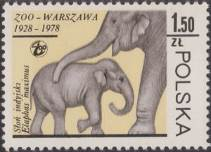 ZOO-WARSZAWA
1928-1978
1.50
ZŁ
POLSKA
Słoń indyjski
Elephas maximus